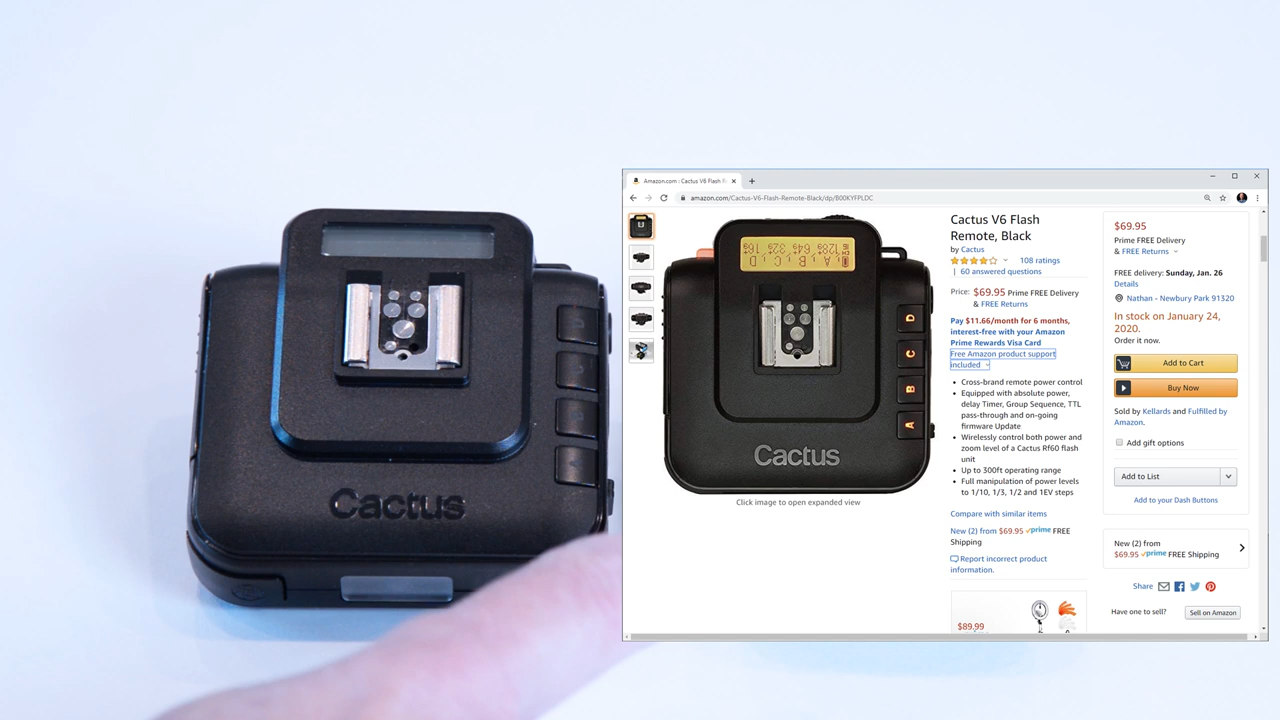 Cactus
Amazon.com : Cactus V6 Flash R
amazon.com/Cactus-V6-Flash-Remote-Black/dp/B00KYFPLDC
Cactus V6 Flash
Remote, Black
by Cactus
108 ratings
| 60 answered questions
Price: $69.95 Prime FREE Delivery
& FREE Returns
Pay $11.66/month for 6 months,
interest-free with your Amazon
Prime Rewards Visa Card
Free Amazon product support
included
• Cross-brand remote power control
• Equipped with absolute power,
delay Timer, Group Sequence, TTL
pass-through and on-going
firmware Update
• Wirelessly control both power and
zoom level of a Cactus Rf60 flash
unit
• Up to 300ft operating range
• Full manipulation of power levels
to 1/10, 1/3, 1/2 and 1EV steps
Compare with similar items
New (2) from $69.95 prime FREE
Shipping
Report incorrect product
information.
$89.99
D
C
B
A
Cactus
Click image to open expanded view
$69.95
Prime FREE Delivery
& FREE Returns
FREE delivery: Sunday, Jan. 26
Details
Nathan - Newbury Park 91320
In stock on January 24,
2020.
Order it now.
Add to Cart
Buy Now
Sold by Kellards and Fulfilled by
Amazon.
Add gift options
Add to List
Add to your Dash Buttons
New (2) from
$69.95 prime FREE Shipping
Share
Have one to sell?
Sell on Amazon